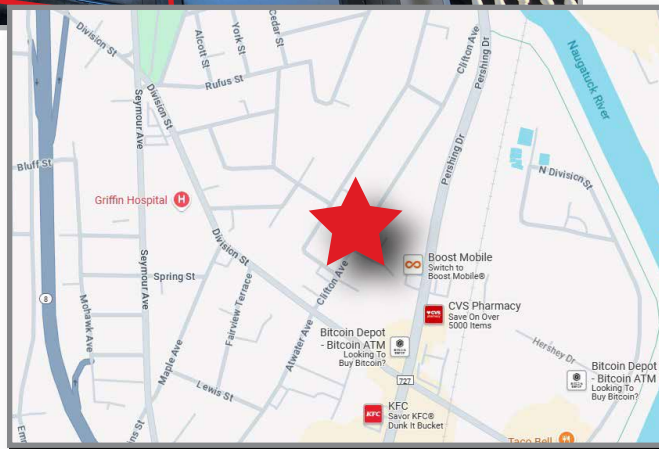 Division St
Alcott St
York St
Cedar St
Clifton Ave
Pershing Dr
Naugatuck River
Rufus St
Seymour Ave
Division St
Bluff St
Pershing Dr
N Division St
Griffin Hospital
H
Division St
Boost Mobile
Switch to
Boost Mobile®
Seymour Ave
Spring St
Clifton Ave
8
CVS Pharmacy
Save On Over
5000 Items
Mohawk Ave
Fairview Terrace
Bitcoin Depot
- Bitcoin ATM
Looking To
Buy Bitcoin?
Atwater Ave
Maple Ave
Hershey Dr
Bitcoin Depot
- Bitcoin ATM
Looking To
Buy Bitcoin?
727
Lewis St
KFC
KFC
Savor KFC®
Dunk It Bucket
Taco Bell